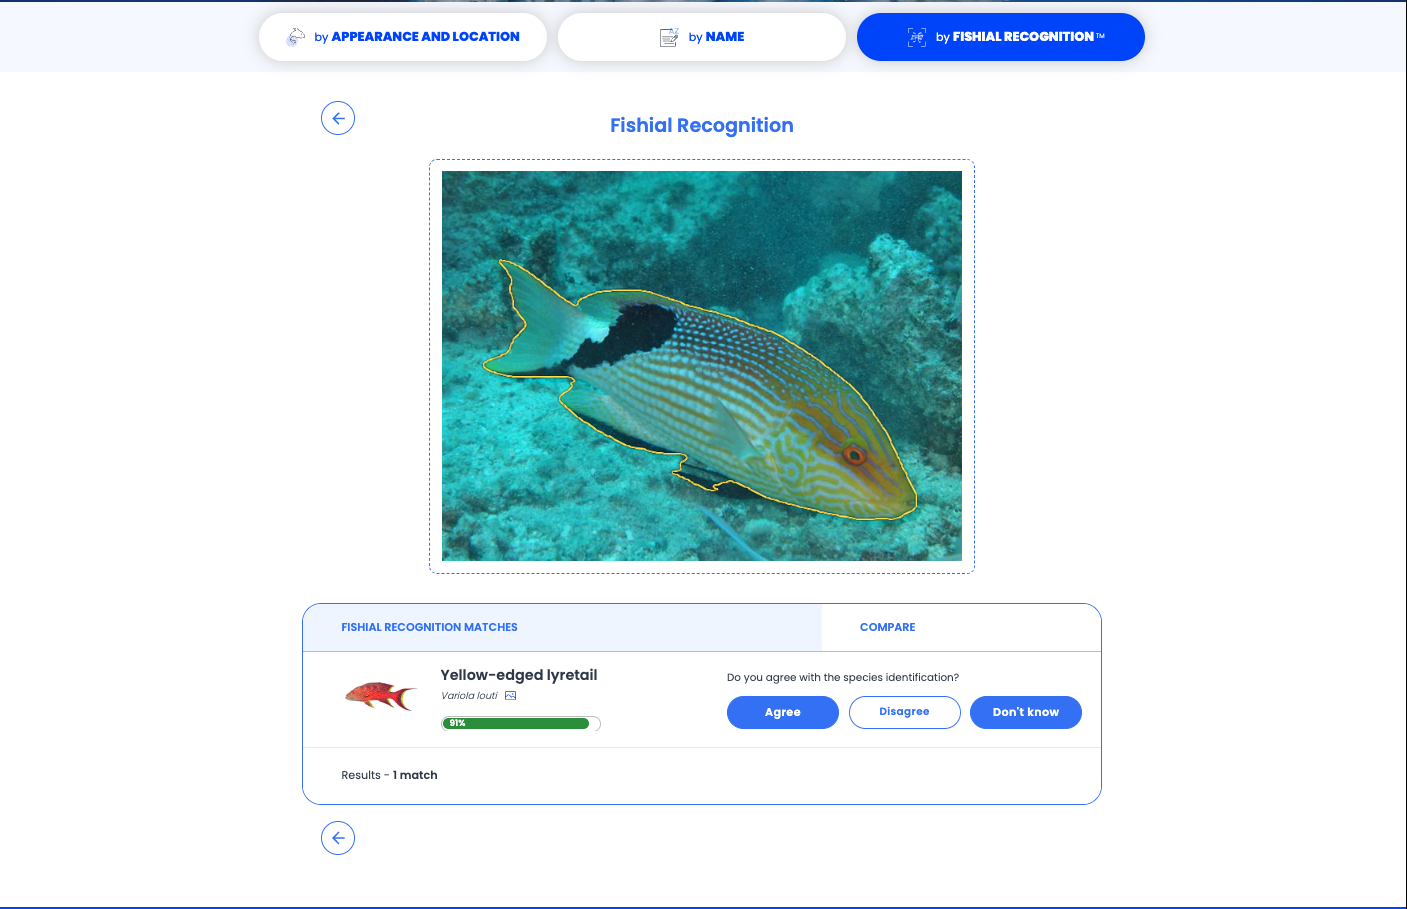 by APPEARANCE AND LOCATION
by NAME
by FISHIAL RECOGNITION™
Fishial Recognition
FISHIAL RECOGNITION MATCHES
COMPARE
Yellow-edged lyretail
Variola louti
91%
Do you agree with the species identification?
Agree
Disagree
Don't know
Results - 1 match